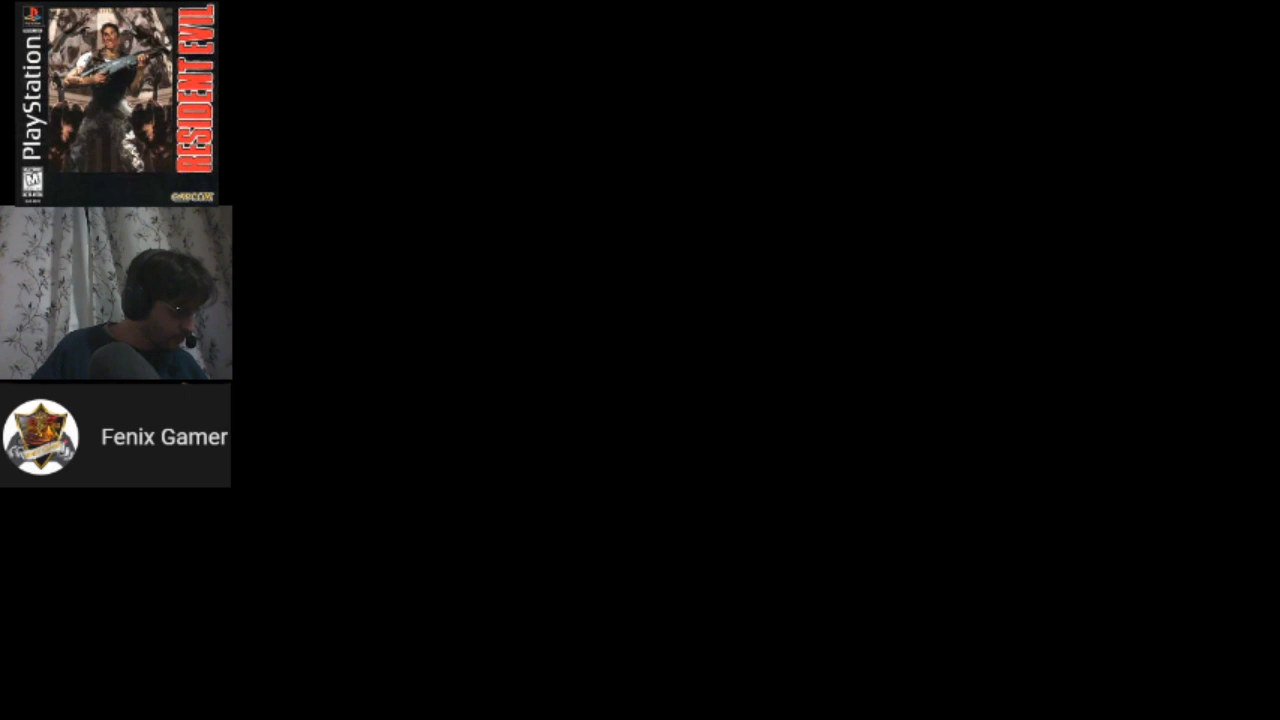 PlayStation
RESIDENT EVIL
M
CAPCOM
Fenix Gamer